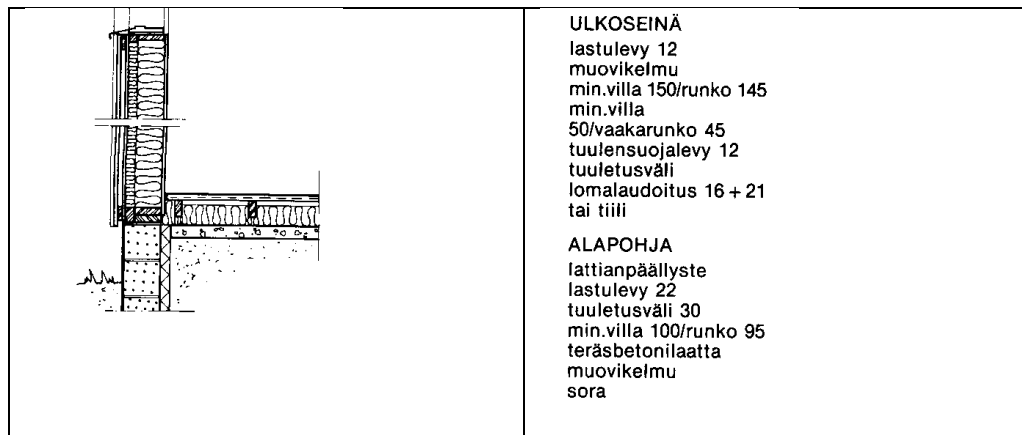 ULKOSEINÄ
lastulevy 12
muovikelmu
min.villa 150/runko 145
min.villa
50/vaakarunko 45
tuulensuojalevy 12
tuuletusväli
lomalaudoitus 16 + 21
tai tiili
ALAPOHJA
lattianpäällyste
lastulevy 22
tuuletusväli 30
min.villa 100/runko 95
teräsbetonilaatta
muovikelmu
sora